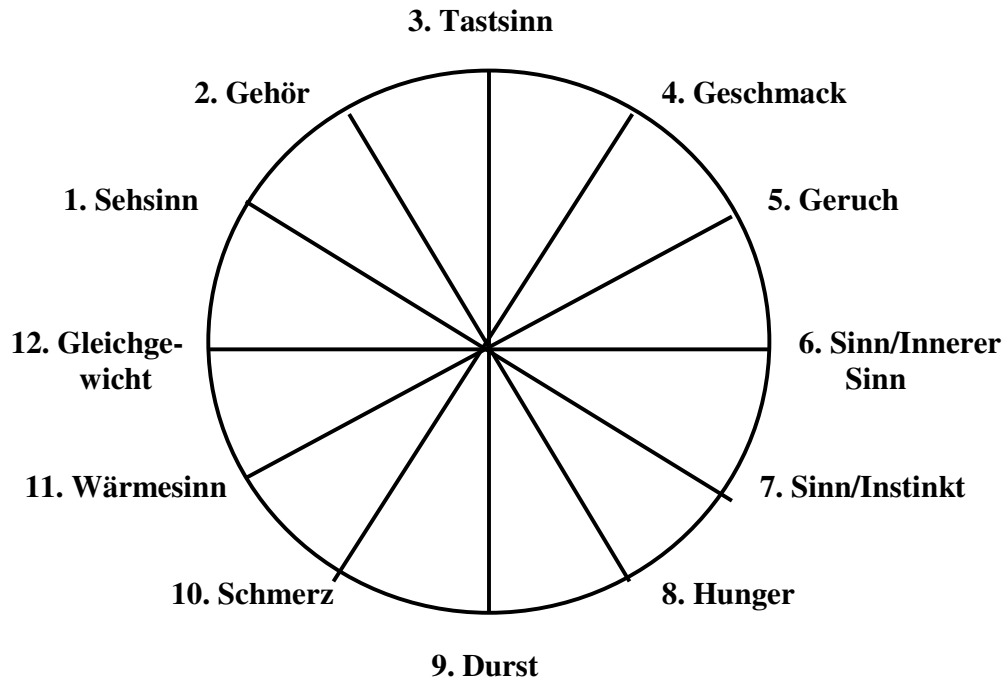 3. Tastsinn
2. Gehör
4. Geschmack
1. Sehsinn
5. Geruch
12. Gleichge-
wicht
6. Sinn/Innerer
Sinn
11. Wärmesinn
7. Sinn/Instinkt
10. Schmerz
8. Hunger
9. Durst